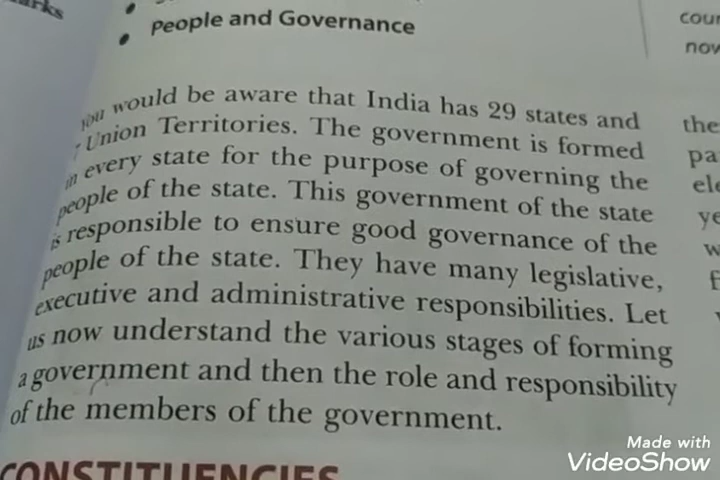 People and Governance
you would be aware that India has 29 states and
Union Territories. The government is formed
in every state for the purpose of governing the
people of the state. This government of the state
is responsible to ensure good governance of the
people of the state. They have many legislative,
executive and administrative responsibilities. Let
us now understand the various stages of forming
a government and then the role and responsibility
of the members of the government.
CONSTITUENCIES
the
now
Made with
VideoShow